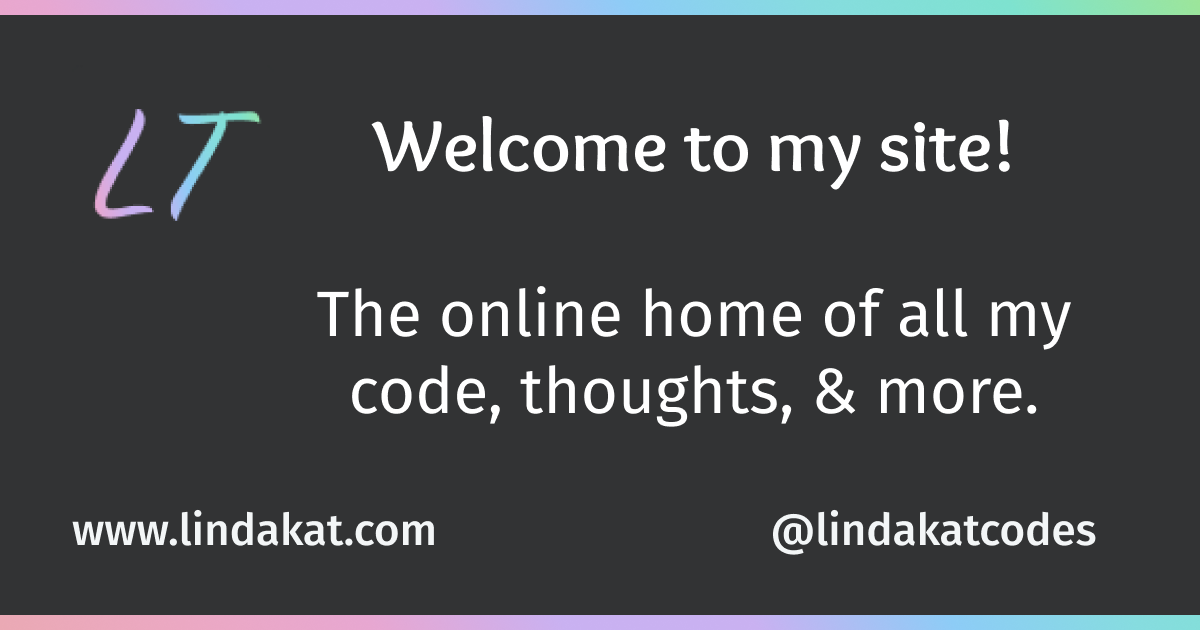 LT
Welcome to my site!
The online home of all my
code, thoughts, & more.
www.lindakat.com
@lindakatcodes